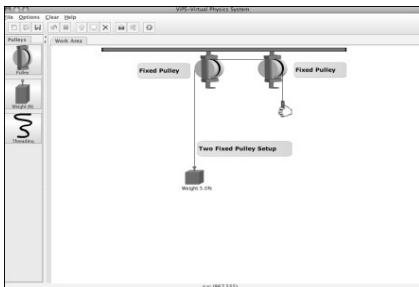 VPS-Virtual Physics System
File Options Clear Help
Pulleys
Work Area
Pulley
Weight (N)
Fixed Pulley
Fixed Pulley
Two Fixed Pulley Setup
Weight 5.0N